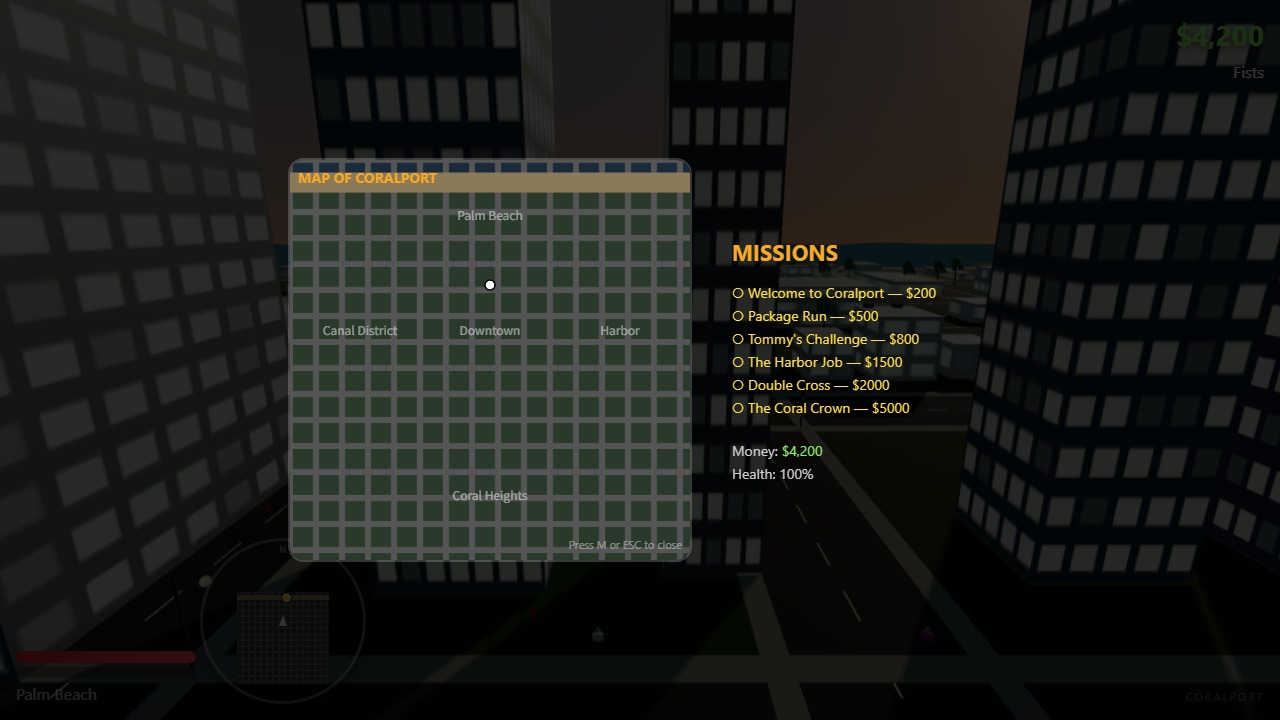 $4,200
Fists
MAP OF CORALPORT
Palm Beach
Canal District
Downtown
Harbor
Coral Heights
Press M or ESC to close
MISSIONS
○ Welcome to Coralport — $200
○ Package Run — $500
○ Tommy's Challenge — $800
○ The Harbor Job — $1500
○ Double Cross — $2000
○ The Coral Crown — $5000
Money: $4,200
Health: 100%
N
Palm Beach
CORALPORT